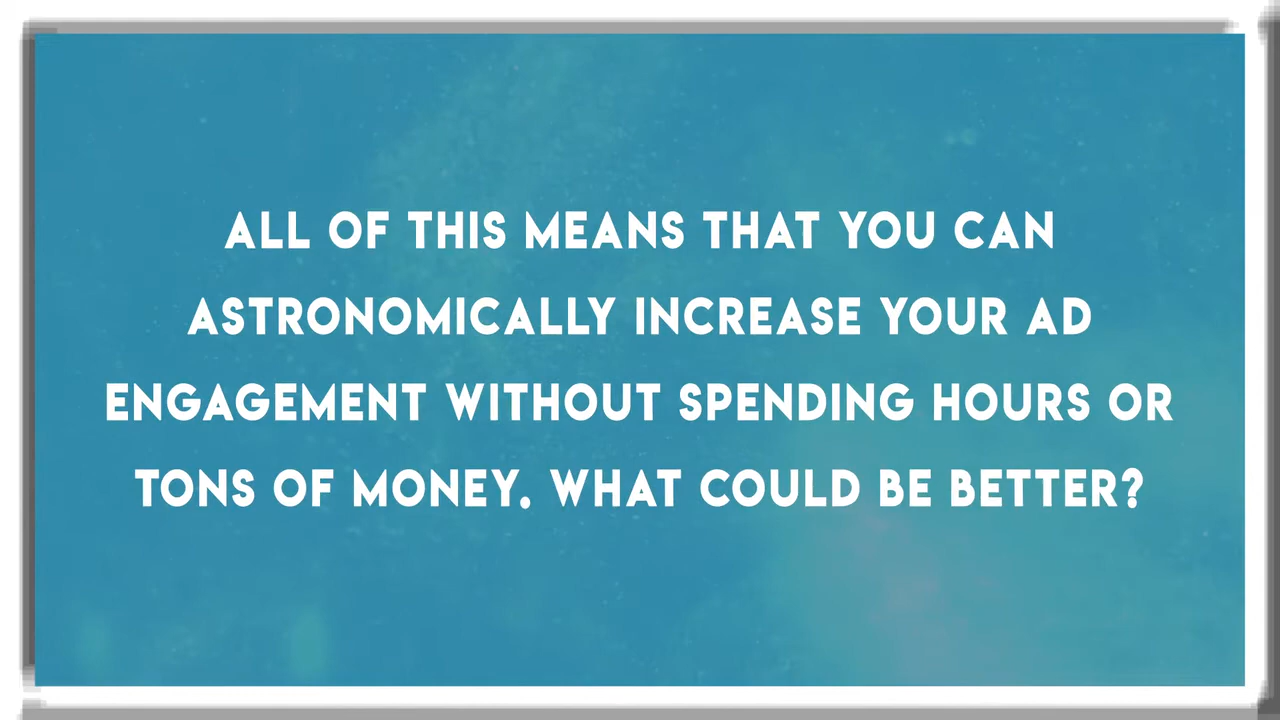 ALL OF THIS MEANS THAT YOU CAN
ASTRONOMICALLY INCREASE YOUR AD
ENGAGEMENT WITHOUT SPENDING HOURS OR
TONS OF MONEY. WHAT COULD BE BETTER?